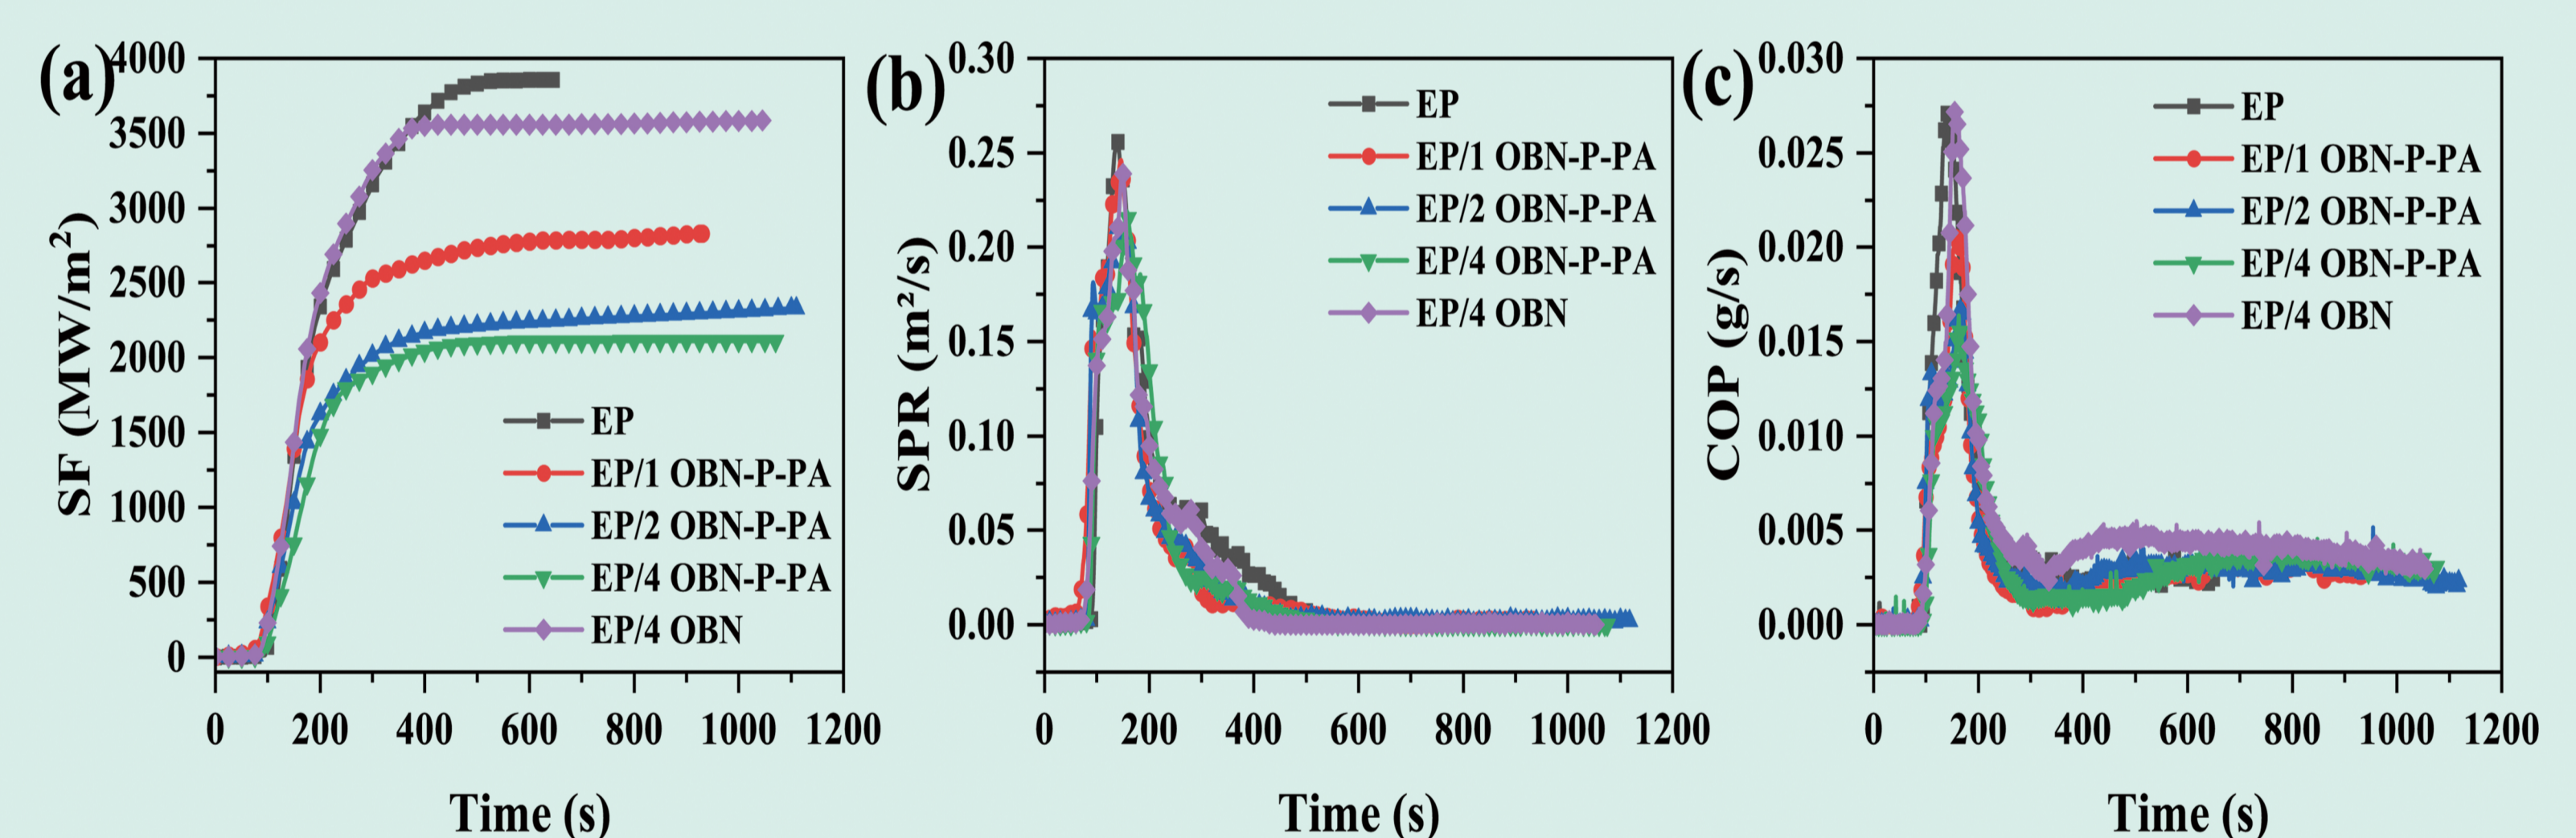 (a)
4000
3500
3000
2500
2000
1500
1000
500
0
SF (MW/m²)
EP
EP/1 OBN-P-PA
EP/2 OBN-P-PA
EP/4 OBN-P-PA
EP/4 OBN
0 200 400 600 800 1000 1200
Time (s)
(b)
0.30
0.25
0.20
0.15
0.10
0.05
0.00
SPR (m²/s)
EP
EP/1 OBN-P-PA
EP/2 OBN-P-PA
EP/4 OBN-P-PA
EP/4 OBN
0 200 400 600 800 1000 1200
Time (s)
(c)
0.030
0.025
0.020
0.015
0.010
0.005
0.000
COP (g/s)
EP
EP/1 OBN-P-PA
EP/2 OBN-P-PA
EP/4 OBN-P-PA
EP/4 OBN
0 200 400 600 800 1000 1200
Time (s)